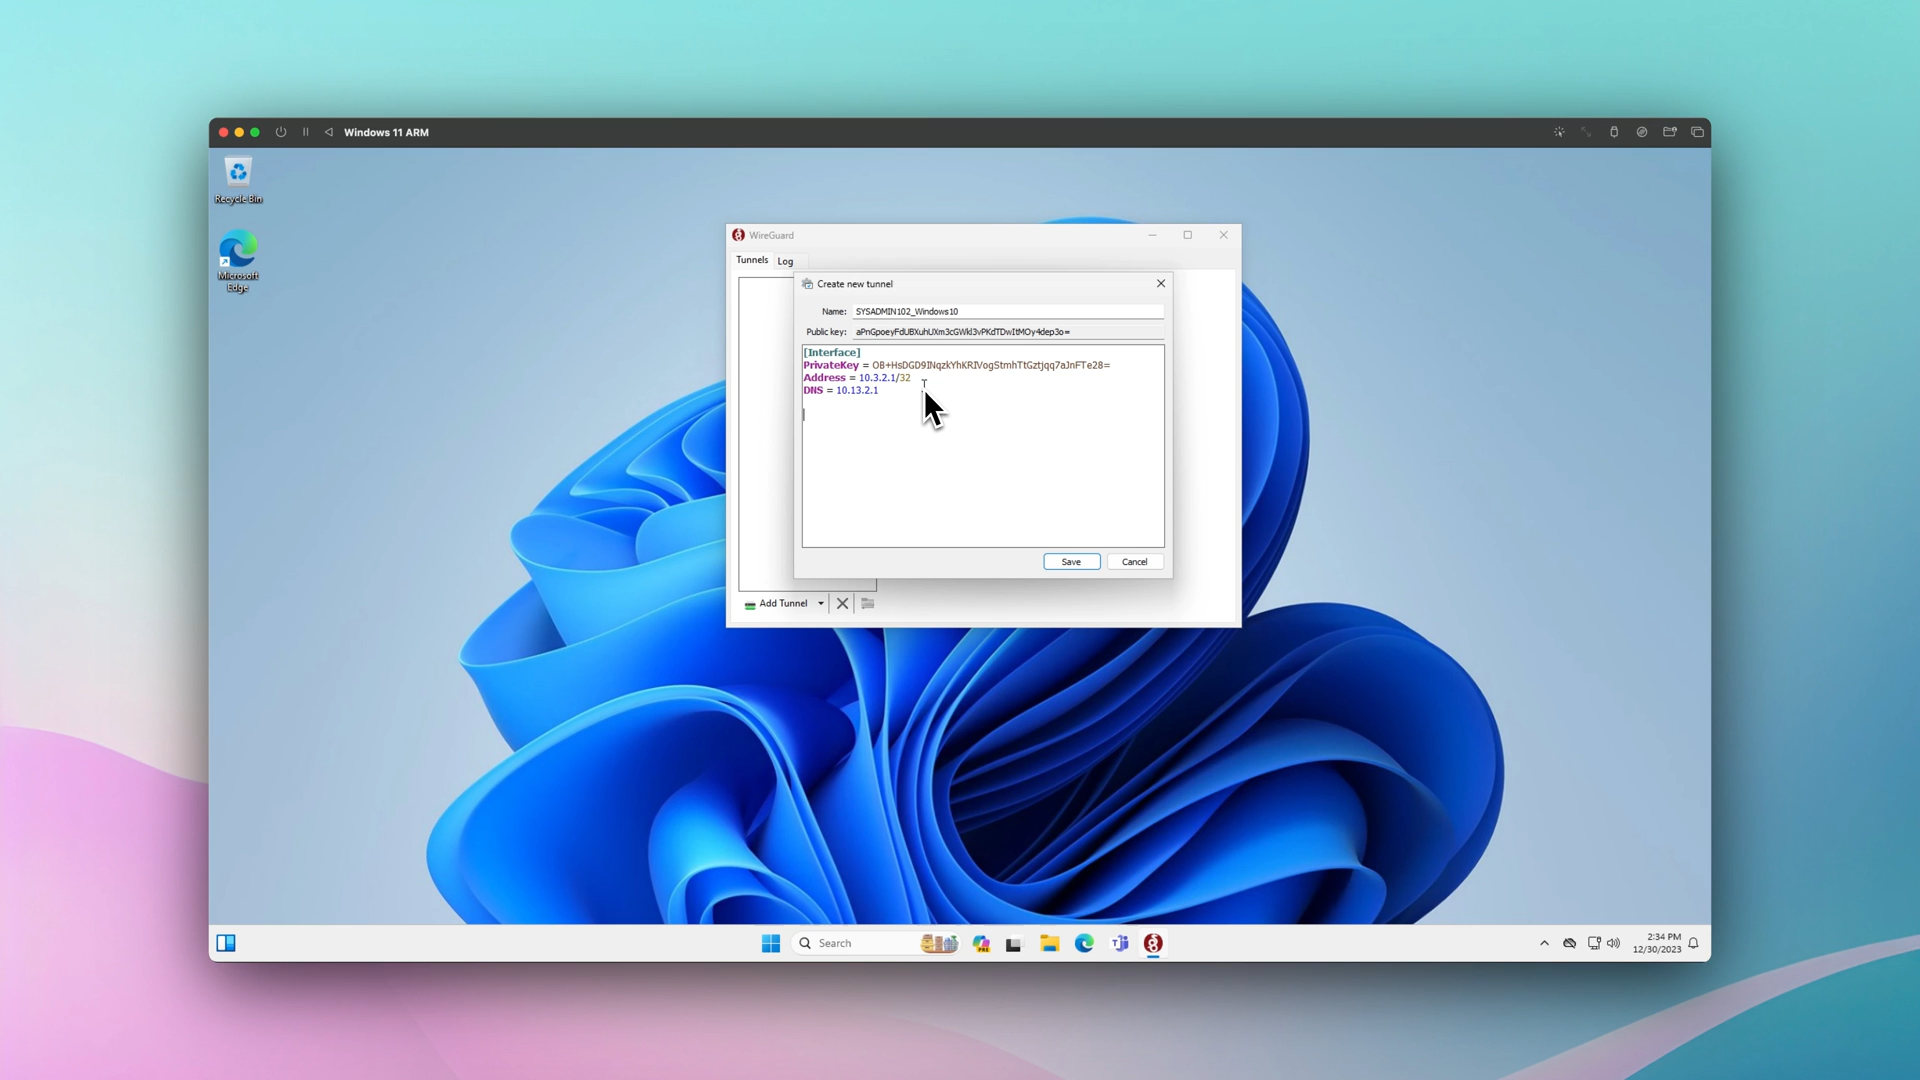 Windows 11 ARM
Recycle Bin
Microsoft
Edge
WireGuard
Tunnels
Log
Create new tunnel
Name: SYSADMIN102_Windows10
Public key: aPnGpoeyFdUBXuhUXm3cGWkl3vPKdTDwItMOy4dep3o=
[Interface]
PrivateKey = OB+HsDGD9INqzkYhKRIVogStmhTtGztjqq7aJnFTe28=
Address = 10.3.2.1/32
DNS = 10.13.2.1
Save
Cancel
Add Tunnel
Search
PRE
2:34 PM
12/30/2023